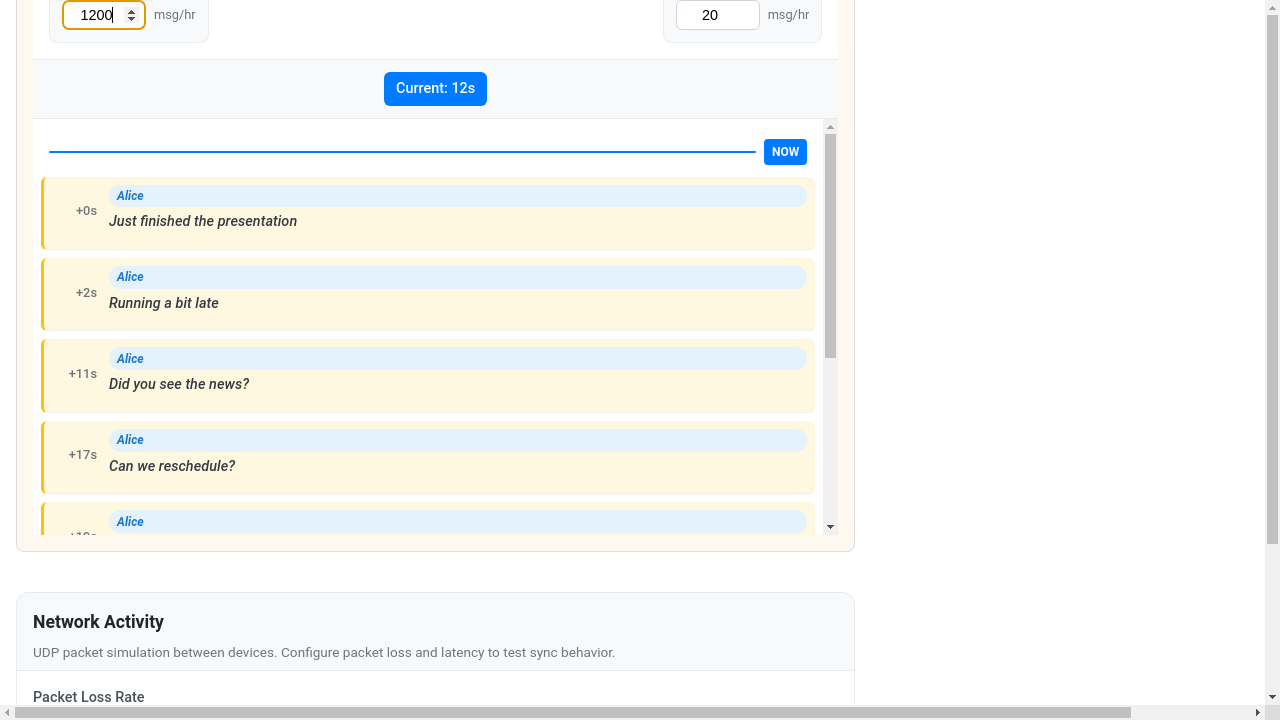 1200 msg/hr
20 msg/hr
Current: 12s
NOW
Alice
+0s
Just finished the presentation
Alice
+2s
Running a bit late
Alice
+11s
Did you see the news?
Alice
+17s
Can we reschedule?
Alice
Network Activity
UDP packet simulation between devices. Configure packet loss and latency to test sync behavior.
Packet Loss Rate